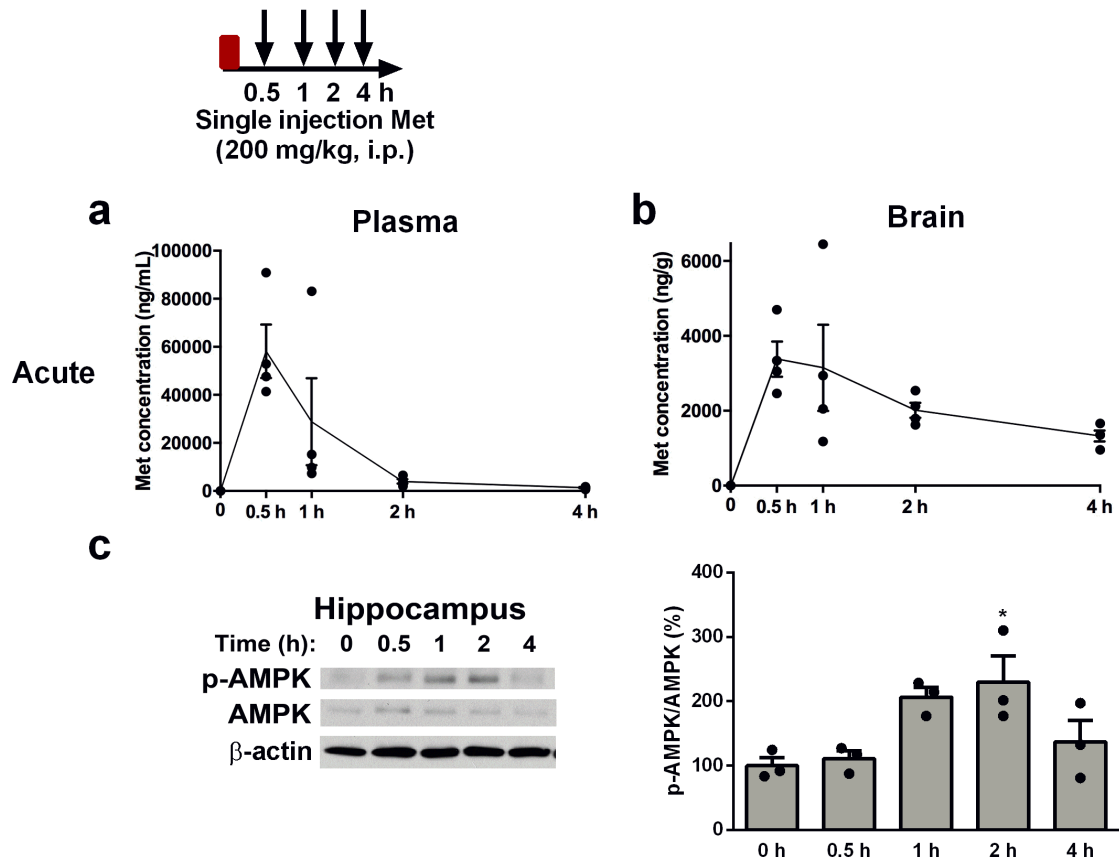 0.5 1 2 4 h
Single injection Met
(200 mg/kg, i.p.)
a
Plasma
b
Brain
Acute
Met concentration (ng/mL)
100000
80000
60000
40000
20000
0
0 0.5 h 1 h 2 h 4 h
Met concentration (ng/g)
6000
4000
2000
0
0 0.5 h 1 h 2 h 4 h
c
Hippocampus
Time (h): 0 0.5 1 2 4
p-AMPK
AMPK
β-actin
p-AMPK/AMPK (%)
400
300
200
100
0
*
0 h 0.5 h 1 h 2 h 4 h